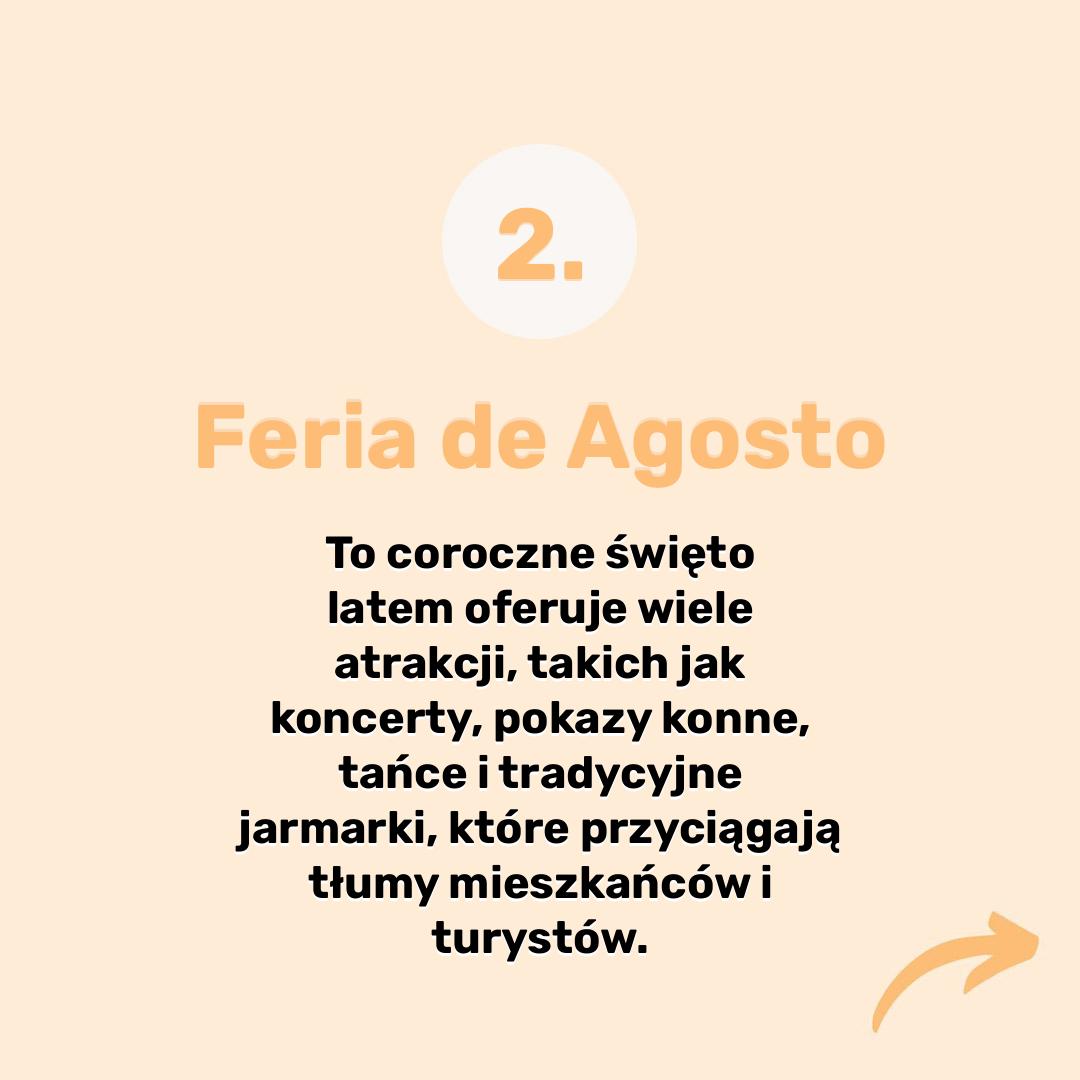 2.
Feria de Agosto
To coroczne święto
latem oferuje wiele
atrakcji, takich jak
koncerty, pokazy konne,
tańce i tradycyjne
jarmarki, które przyciągają
tłumy mieszkańców i
turystów.